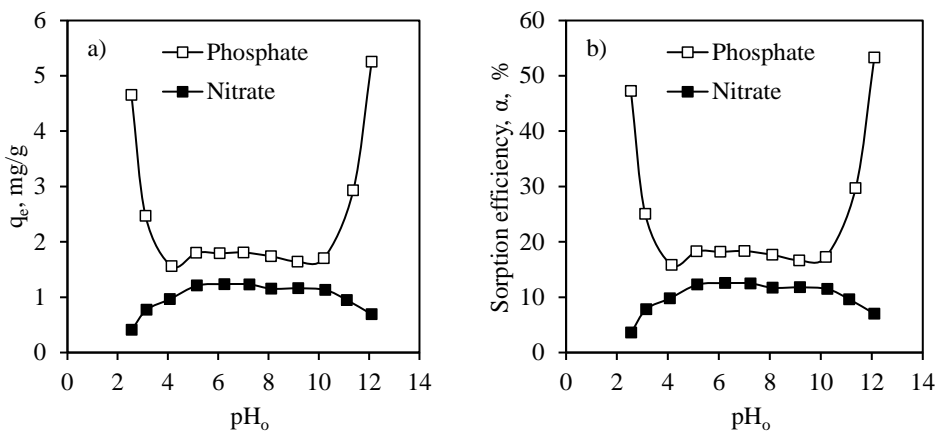 a)
Phosphate
Nitrate
qe, mg/g
6
5
4
3
2
1
0
0 2 4 6 8 10 12 14
pHo
b)
Phosphate
Nitrate
Sorption efficiency, α, %
60
50
40
30
20
10
0
0 2 4 6 8 10 12 14
pHo